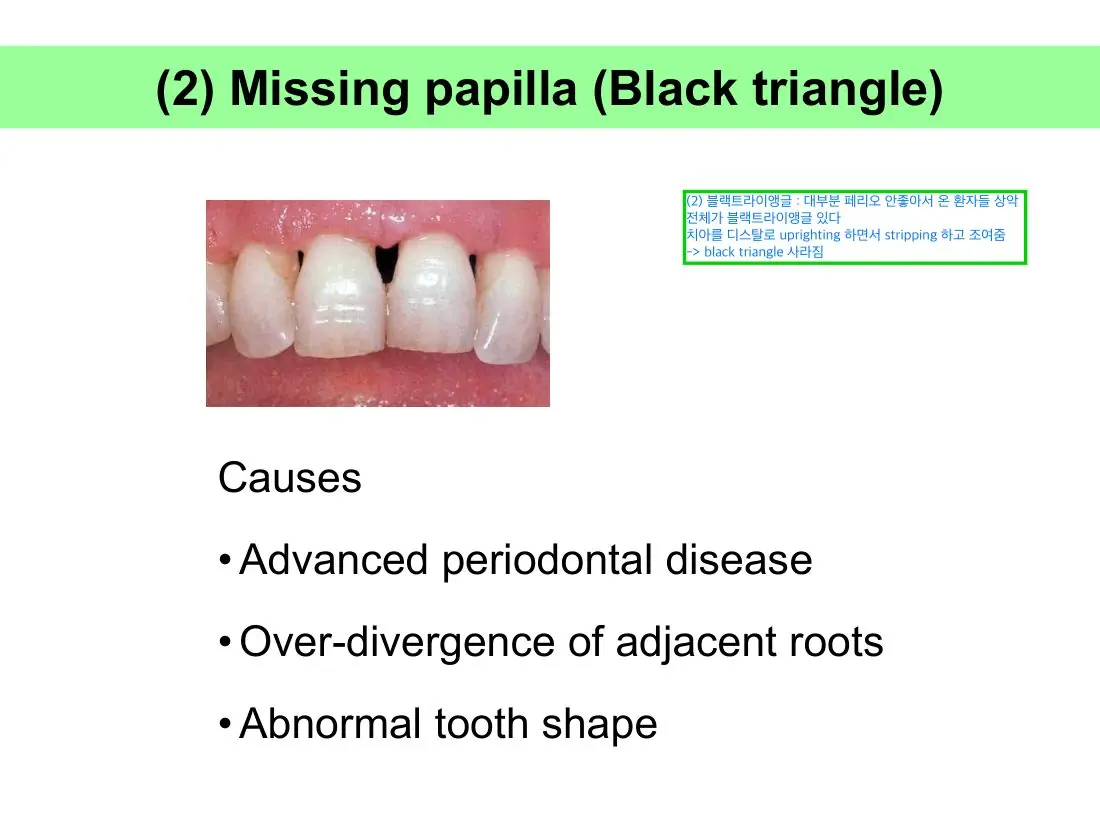 (2) Missing papilla (Black triangle)
(2) 블랙트라이앵글 : 대부분 페리오 안좋아서 온 환자들 상악
전체가 블랙트라이앵글 있다
치아를 디스탈로 uprighting 하면서 stripping 하고 조여줌
-> black triangle 사라짐
Causes
• Advanced periodontal disease
• Over-divergence of adjacent roots
• Abnormal tooth shape